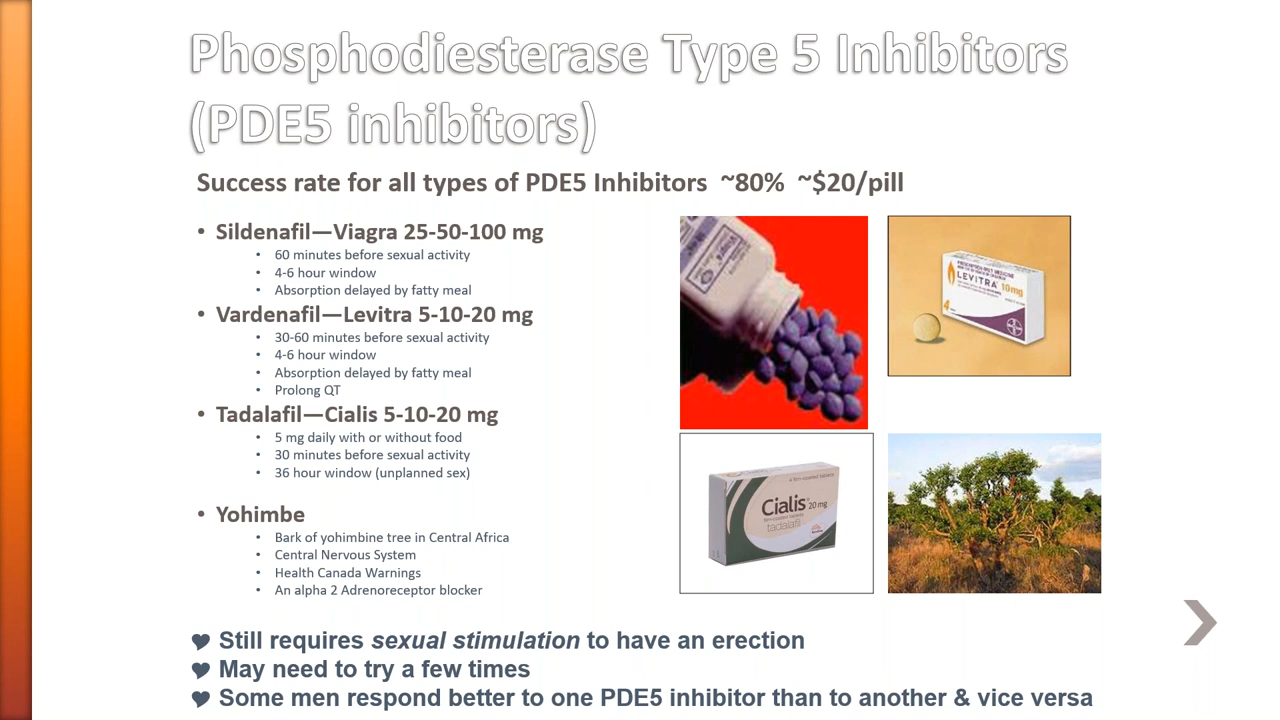 Phosphodiesterase Type 5 Inhibitors
(PDE5 inhibitors)
Success rate for all types of PDE5 Inhibitors ~80% ~$20/pill
• Sildenafil—Viagra 25-50-100 mg
• 60 minutes before sexual activity
• 4-6 hour window
• Absorption delayed by fatty meal
• Vardenafil—Levitra 5-10-20 mg
• 30-60 minutes before sexual activity
• 4-6 hour window
• Absorption delayed by fatty meal
• Prolong QT
• Tadalafil—Cialis 5-10-20 mg
• 5 mg daily with or without food
• 30 minutes before sexual activity
• 36 hour window (unplanned sex)
• Yohimbe
• Bark of yohimbine tree in Central Africa
• Central Nervous System
• Health Canada Warnings
• An alpha 2 Adrenoreceptor blocker
LEVITRA 10mg
4
Cialis 20 mg
tadalafil
Still requires sexual stimulation to have an erection
May need to try a few times
Some men respond better to one PDE5 inhibitor than to another & vice versa